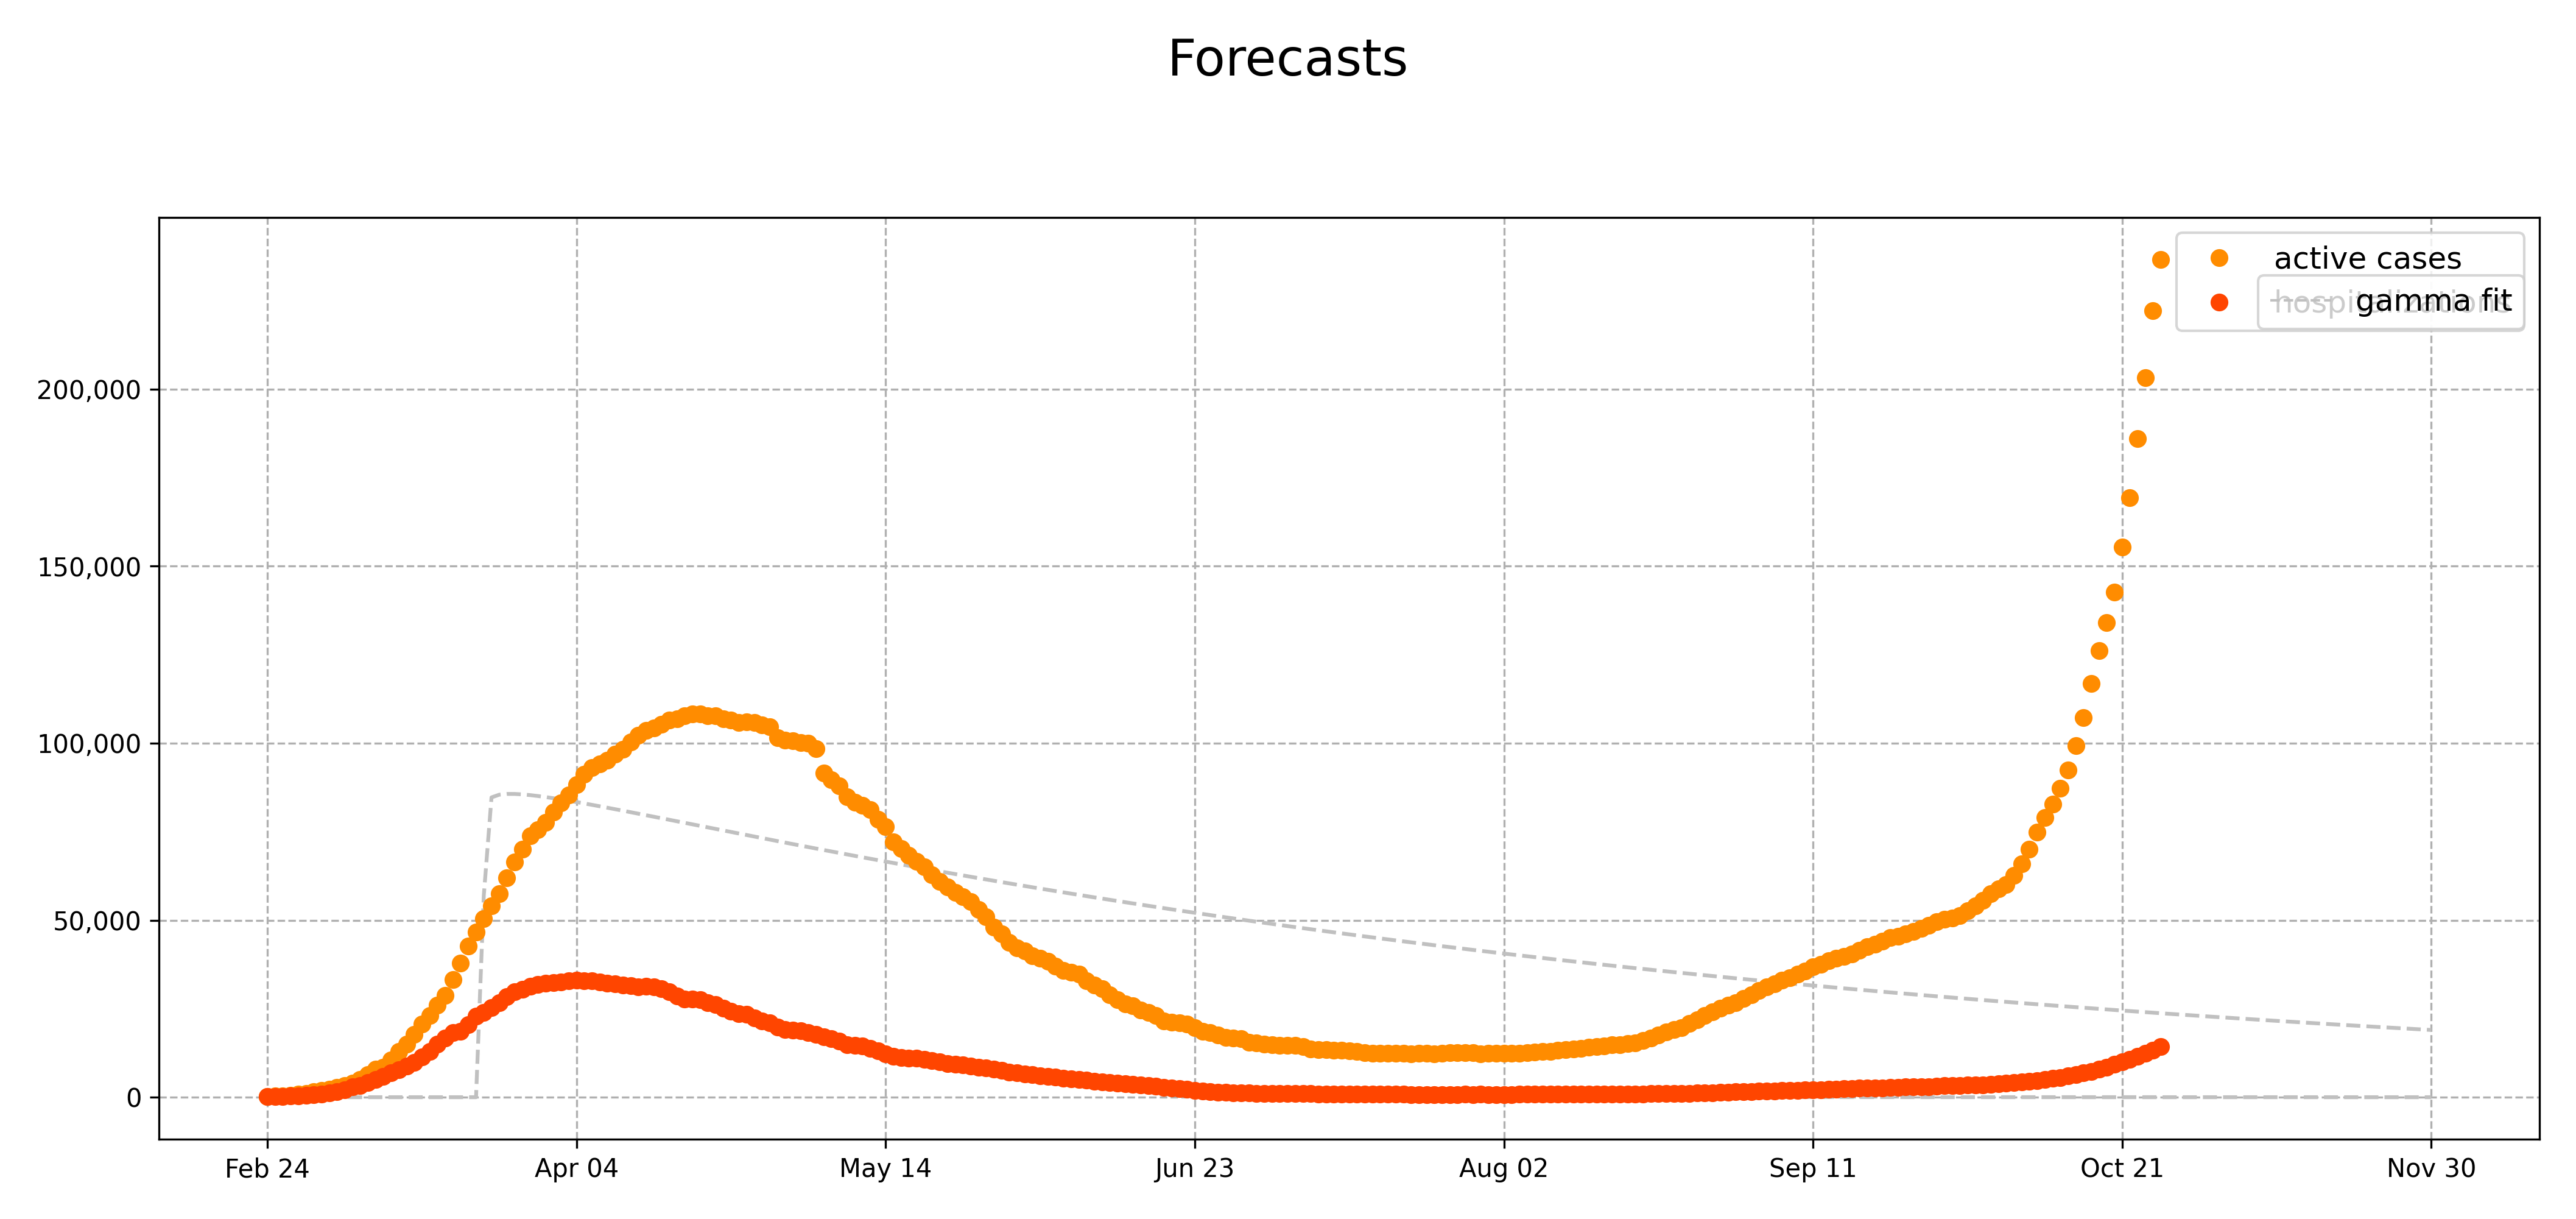 Forecasts
active cases
hospitalizations
gamma fit
200,000
150,000
100,000
50,000
0
Feb 24
Apr 04
May 14
Jun 23
Aug 02
Sep 11
Oct 21
Nov 30